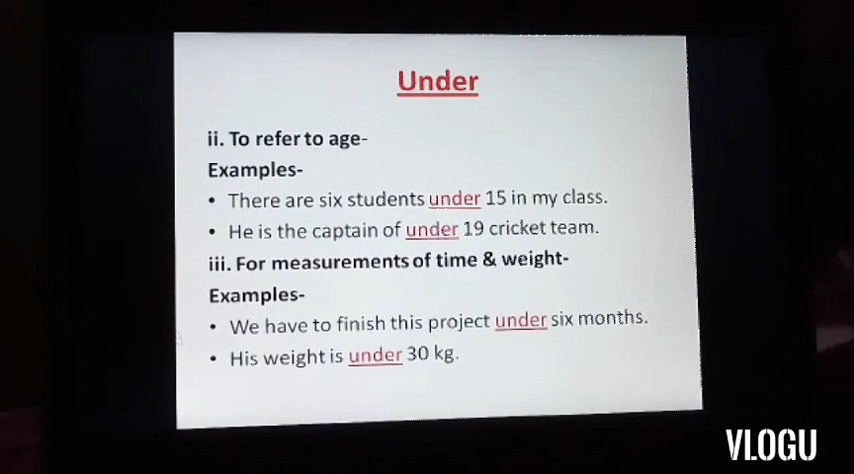 Under
ii. To refer to age-
Examples-
• There are six students under 15 in my class.
• He is the captain of under 19 cricket team.
iii. For measurements of time & weight-
Examples-
• We have to finish this project under six months.
• His weight is under 30 kg.
VLOGU